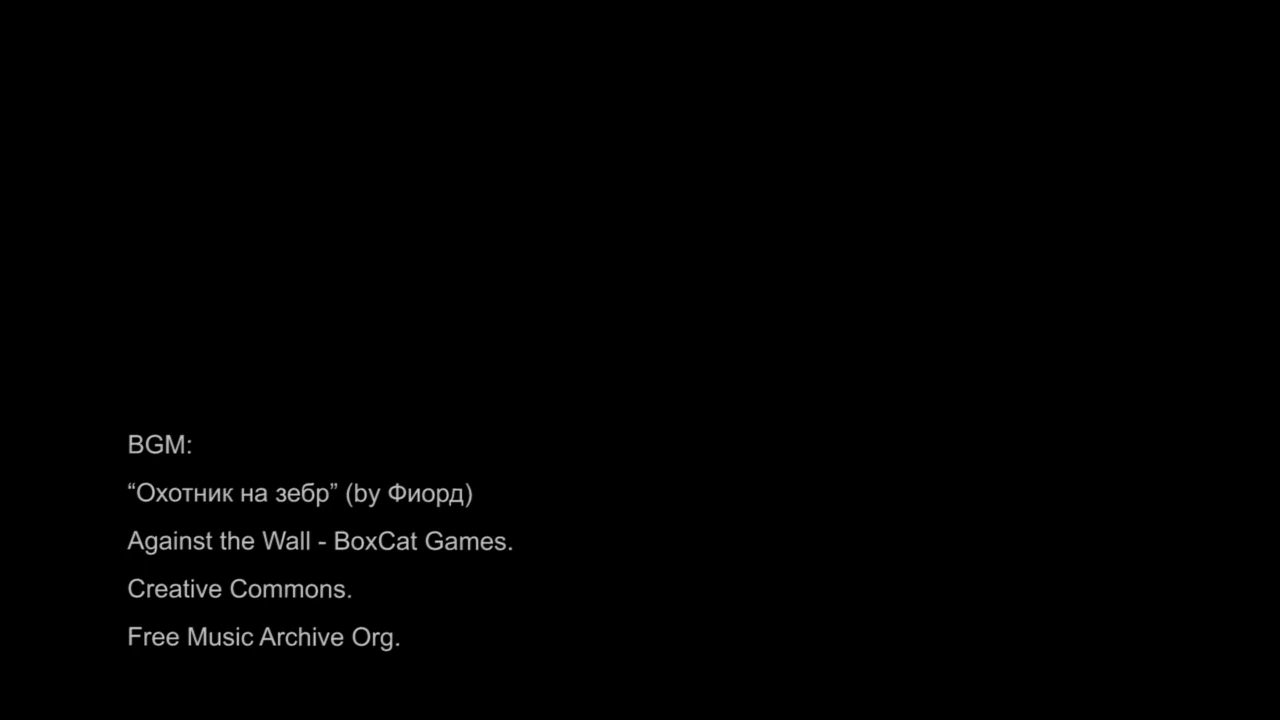 BGM:
“Охотник на зебр” (by Фиорд)
Against the Wall - BoxCat Games.
Creative Commons.
Free Music Archive Org.